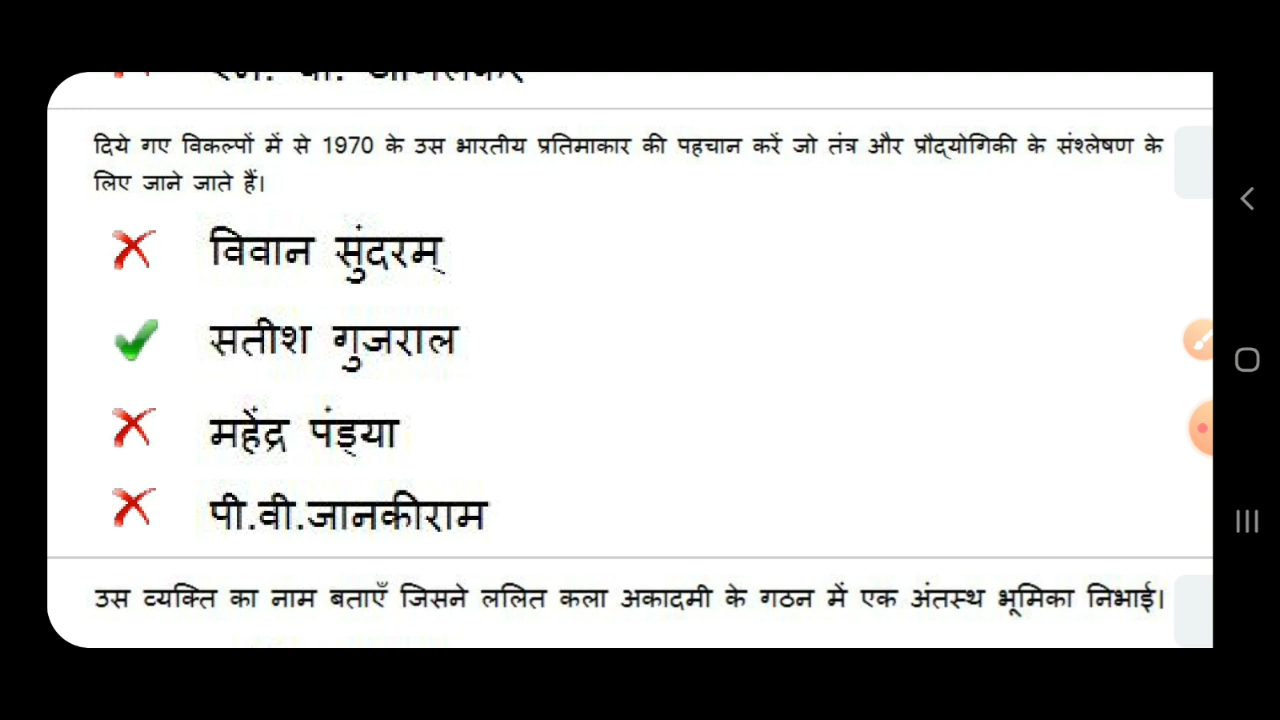 दिये गए विकल्पों में से 1970 के उस भारतीय प्रतिमाकार की पहचान करें जो तंत्र और प्रौद्योगिकी के संश्लेषण के
लिए जाने जाते हैं।
विवान सुंदरम्
सतीश गुजराल
महेंद्र पंड्या
पी.वी.जानकीराम
उस व्यक्ति का नाम बताएँ जिसने ललित कला अकादमी के गठन में एक अंतस्थ भूमिका निभाई।